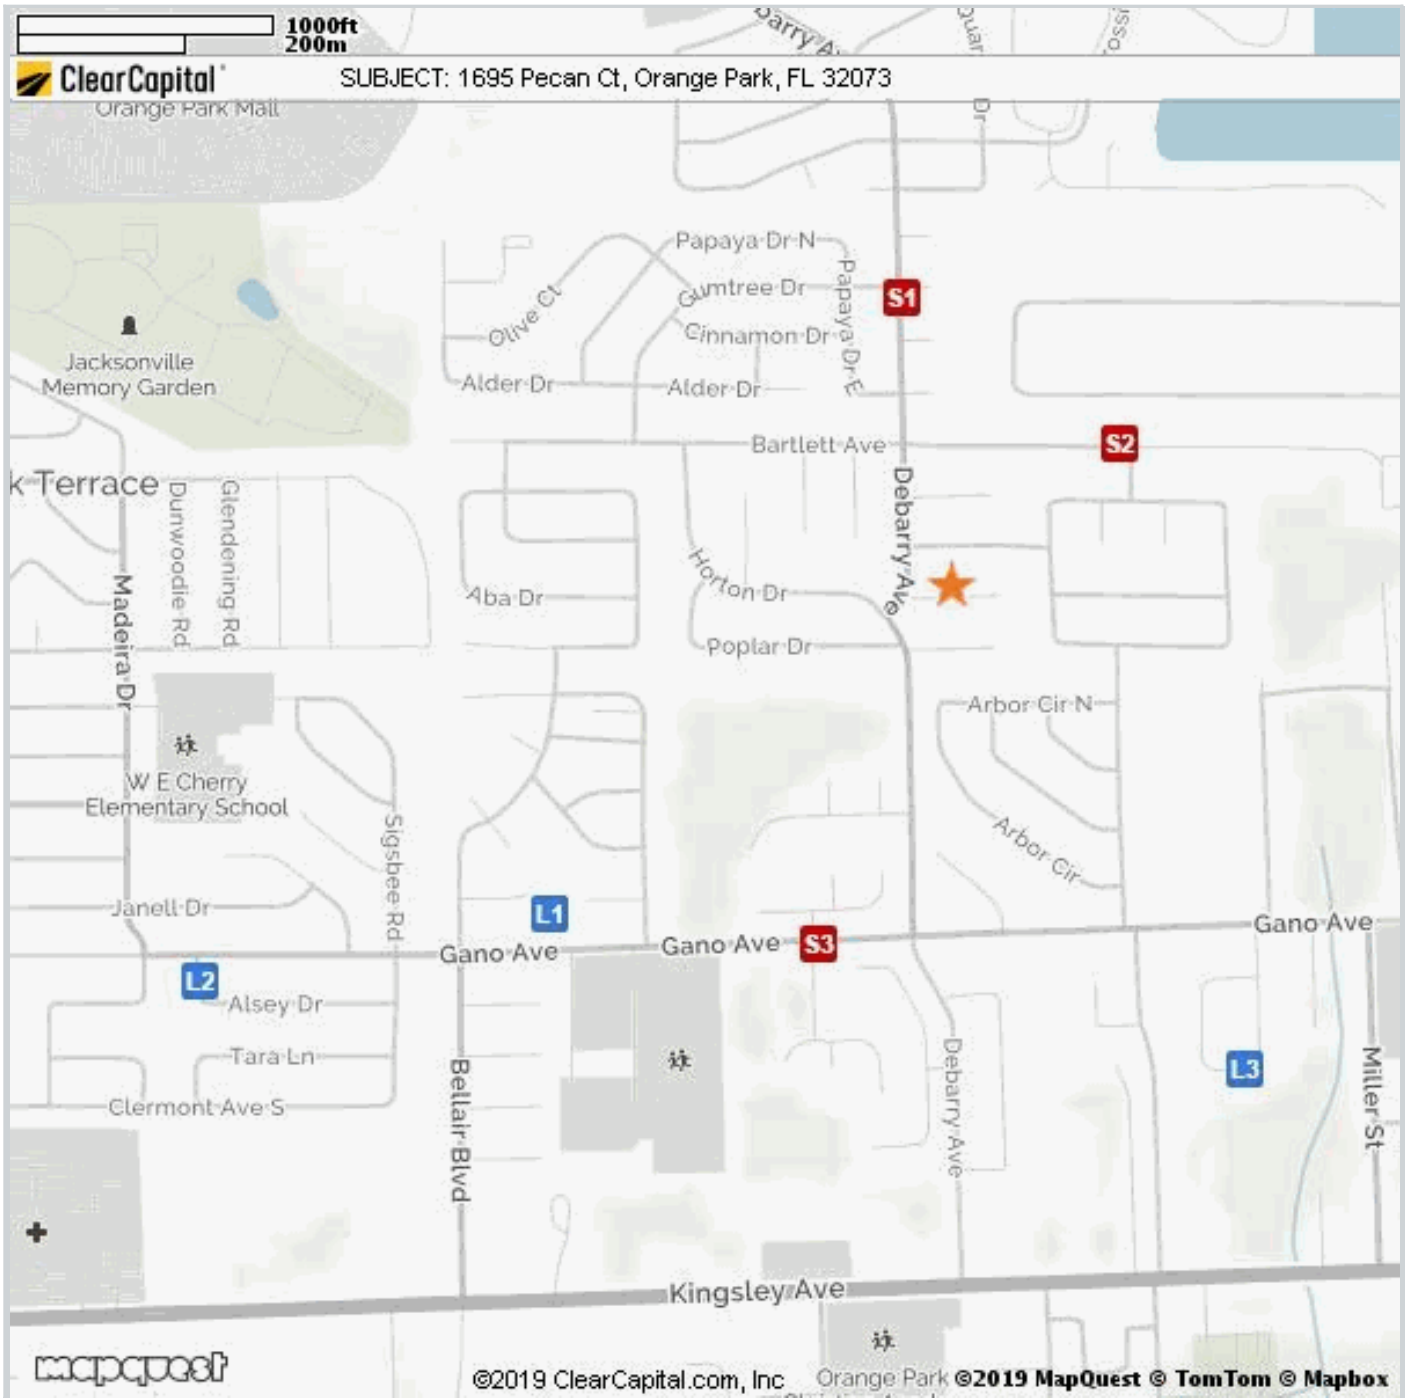 1000ft
200m
ClearCapital
SUBJECT: 1695 Pecan Ct, Orange Park, FL 32073
Orange Park Mall
Papaya Dr N
Gumtree Dr
Papaya Dr E
S1
Olive Ct
Cinnamon Dr
Jacksonville
Memory Garden
Alder Dr
Alder Dr
Bartlett Ave
S2
k Terrace
Dunwoodie Rd
Glendening Rd
Debarry Ave
Horton Dr
Aba Dr
Madeira Dr
Poplar Dr
Arbor Cir N
W E Cherry
Elementary School
Sigsbee Rd
Arbor Cir
Janell Dr
L1
Gano Ave
Gano Ave
S3
Gano Ave
L2
Alsey Dr
Tara Ln
Debarry Ave
L3
Clermont Ave S
Bellair Blvd
Miller St
Kingsley Ave
mapquest
©2019 ClearCapital.com, Inc
Orange Park
©2019 MapQuest © TomTom © Mapbox